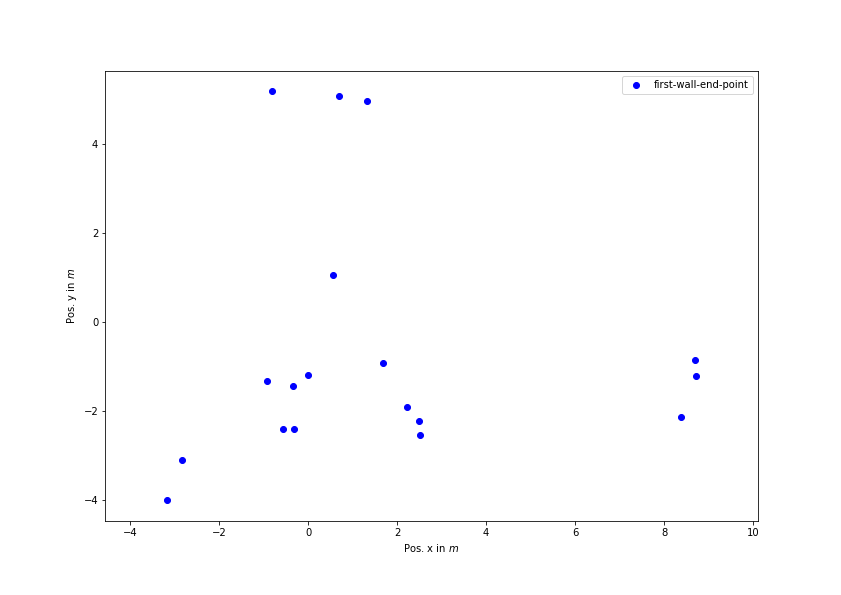 first-wall-end-point
4
2
0
−2
−4
Pos. y in m
−4 −2 0 2 4 6 8 10
Pos. x in m